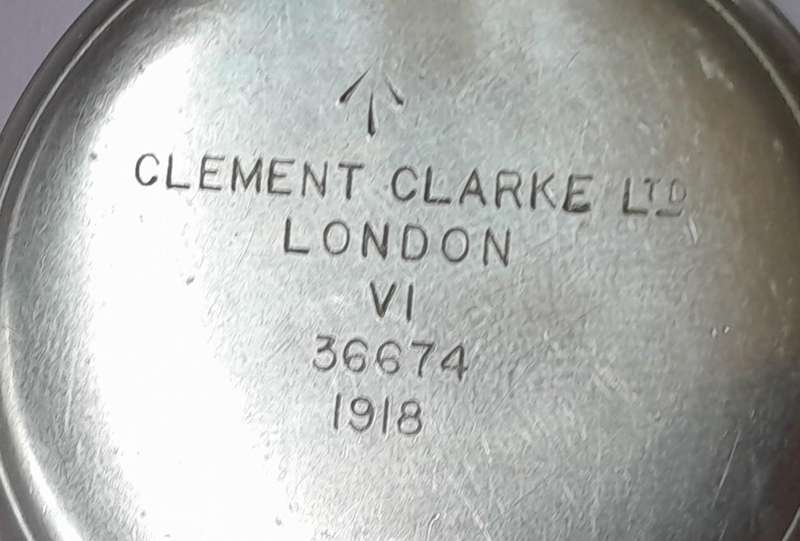 CLEMENT CLARKE LTD
LONDON
VI
36674
1918